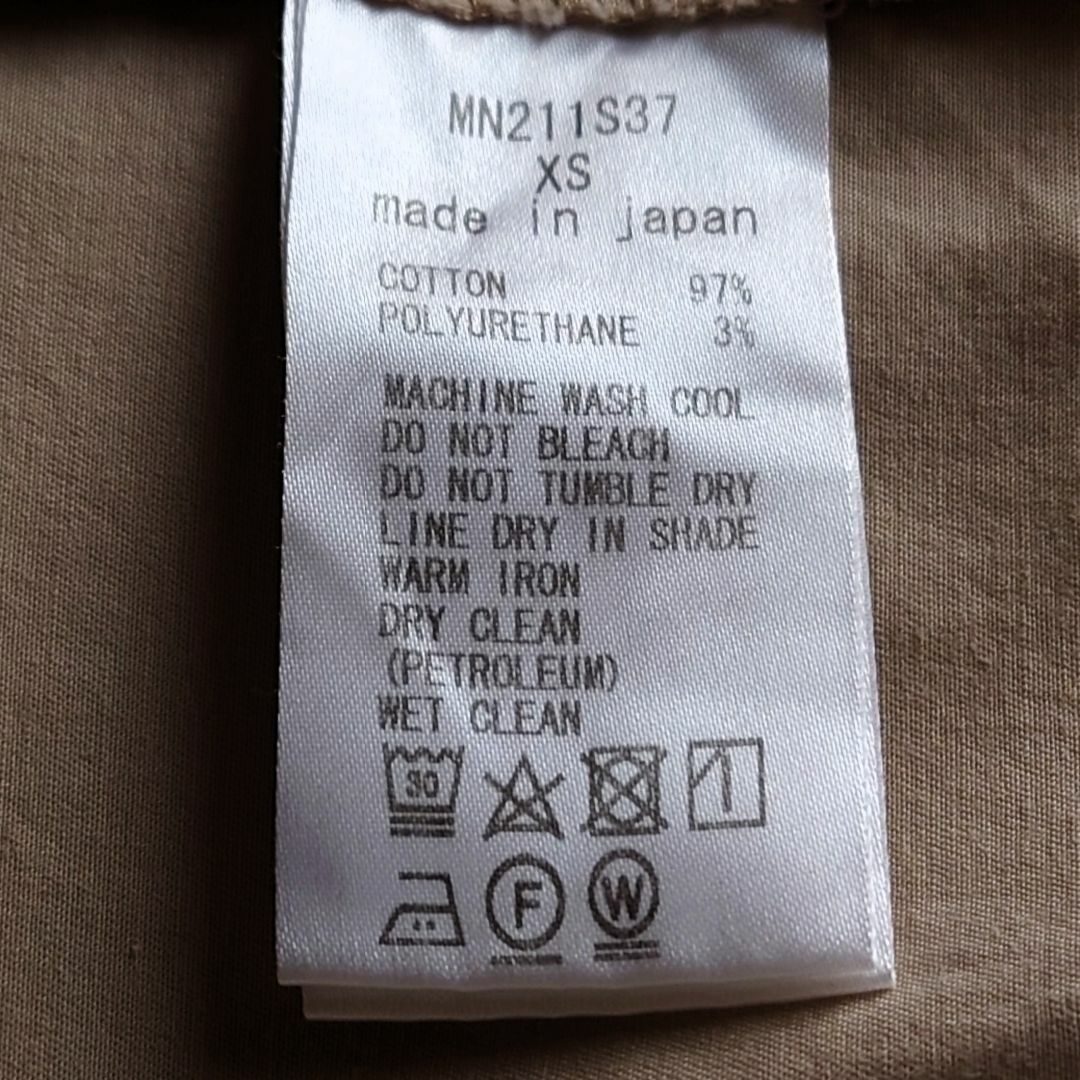 MN211S37
XS
made in japan
COTTON 97%
POLYURETHANE 3%
MACHINE WASH COOL
DO NOT BLEACH
DO NOT TUMBLE DRY
LINE DRY IN SHADE
WARM IRON
DRY CLEAN
(PETROLEUM)
WET CLEAN
30
F W